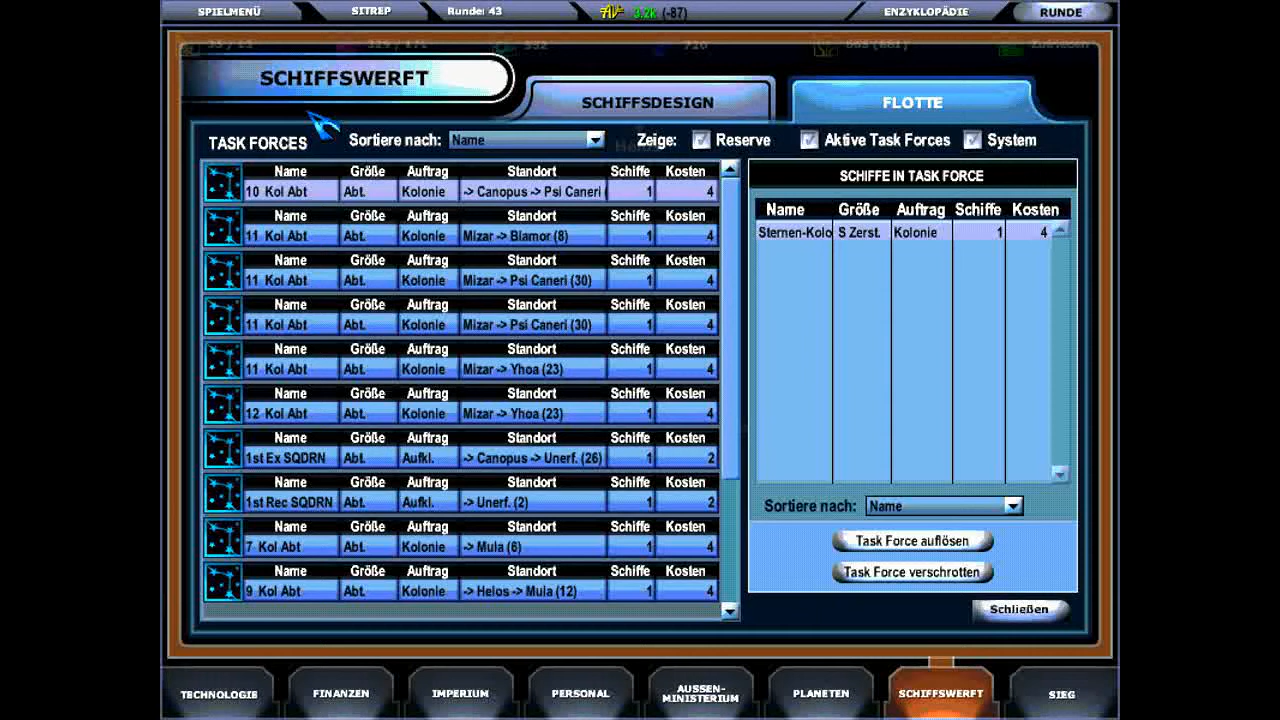 SPIELMENÜ SITREP Runde: 43 3.2k (-87) ENZYKLOPÄDIE RUNDE
SCHIFFSWERFT
SCHIFFSDESIGN FLOTTE
TASK FORCES Sortiere nach: Name Zeige: Reserve Aktive Task Forces System
Name Größe Auftrag Standort Schiffe Kosten
10 Kol Abt Abt. Kolonie -> Canopus -> Psi Caneri ( 1 4
Name Größe Auftrag Standort Schiffe Kosten
11 Kol Abt Abt. Kolonie Mizar -> Blamor (8) 1 4
Name Größe Auftrag Standort Schiffe Kosten
11 Kol Abt Abt. Kolonie Mizar -> Psi Caneri (30) 1 4
Name Größe Auftrag Standort Schiffe Kosten
11 Kol Abt Abt. Kolonie Mizar -> Psi Caneri (30) 1 4
Name Größe Auftrag Standort Schiffe Kosten
11 Kol Abt Abt. Kolonie Mizar -> Yhoa (23) 1 4
Name Größe Auftrag Standort Schiffe Kosten
12 Kol Abt Abt. Kolonie Mizar -> Yhoa (23) 1 4
Name Größe Auftrag Standort Schiffe Kosten
1st Ex SQDRN Abt. Aufkl. -> Canopus -> Unerf. (26) 1 2
Name Größe Auftrag Standort Schiffe Kosten
1st Rec SQDRN Abt. Aufkl. -> Unerf. (2) 1 2
Name Größe Auftrag Standort Schiffe Kosten
7 Kol Abt Abt. Kolonie -> Mula (6) 1 4
Name Größe Auftrag Standort Schiffe Kosten
9 Kol Abt Abt. Kolonie -> Helos -> Mula (12) 1 4
SCHIFFE IN TASK FORCE
Name Größe Auftrag Schiffe Kosten
Sternen-Kolo S Zerst. Kolonie 1 4
Sortiere nach: Name
Task Force auflösen
Task Force verschrotten
Schließen
TECHNOLOGIE FINANZEN IMPERIUM PERSONAL AUSSEN-
MINISTERIUM PLANETEN SCHIFFSWERFT SIEG